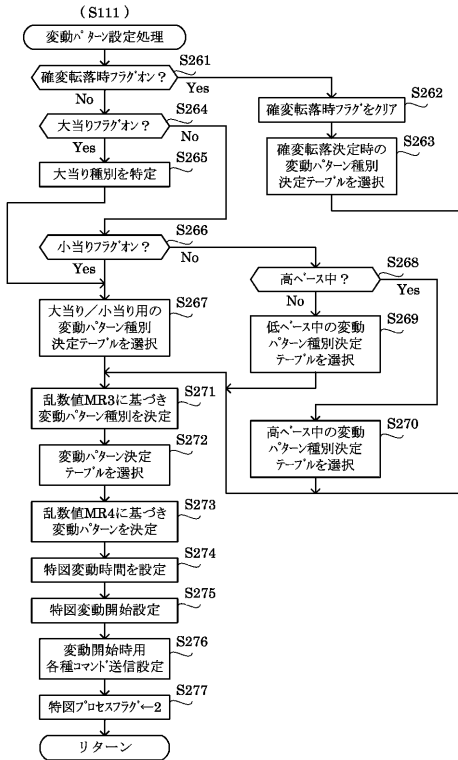 (S111)
変動パターン設定処理
S261
確変転落時フラグオン？
Yes
No
S262
確変転落時フラグをクリア
S263
確変転落決定時の
変動パターン種別
決定テーブルを選択
S264
大当りフラグオン？
No
Yes
S265
大当り種別を特定
S266
小当りフラグオン？
No
Yes
S267
大当り／小当り用の
変動パターン種別
決定テーブルを選択
S268
高ベース中？
Yes
No
S269
低ベース中の変動
パターン種別決定
テーブルを選択
S270
高ベース中の変動
パターン種別決定
テーブルを選択
S271
乱数値MR3に基づき
変動パターン種別を決定
S272
変動パターン決定
テーブルを選択
S273
乱数値MR4に基づき
変動パターンを決定
S274
特図変動時間を設定
S275
特図変動開始設定
S276
変動開始時用
各種コマンド送信設定
S277
特図プロセスフラグ←2
リターン